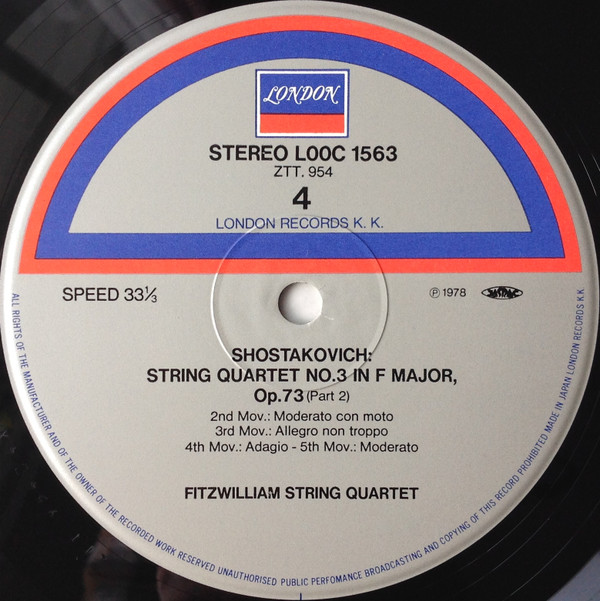 LONDON
STEREO L00C 1563
ZTT. 954
4
LONDON RECORDS K. K.
SPEED 33⅓
℗ 1978
JASRAC
SHOSTAKOVICH:
STRING QUARTET NO.3 IN F MAJOR,
Op.73 (Part 2)
2nd Mov.: Moderato con moto
3rd Mov.: Allegro non troppo
4th Mov.: Adagio - 5th Mov.: Moderato
FITZWILLIAM STRING QUARTET
ALL RIGHTS OF THE MANUFACTURER AND OF THE OWNER OF THE RECORDED WORK RESERVED UNAUTHORISED PUBLIC PERFOMANCE BROADCASTING AND COPYING OF THIS RECORD PROHIBITED MADE IN JAPAN LONDON RECORDS K.K